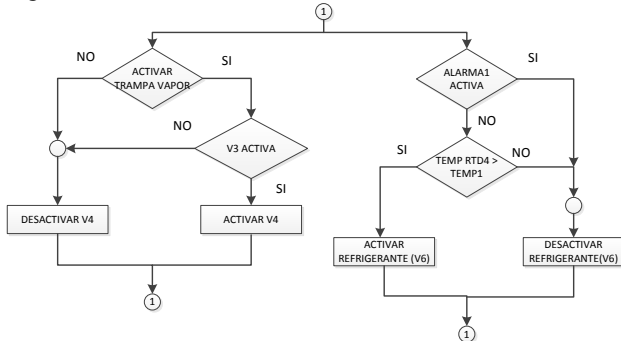 1
NO
ACTIVAR
TRAMPA VAPOR
SI
ALARMA1
ACTIVA
SI
NO
NO
V3 ACTIVA
SI
TEMP RTD4 >
TEMP1
NO
SI
DESACTIVAR V4
ACTIVAR V4
ACTIVAR
REFRIGERANTE (V6)
DESACTIVAR
REFRIGERANTE(V6)
1
1